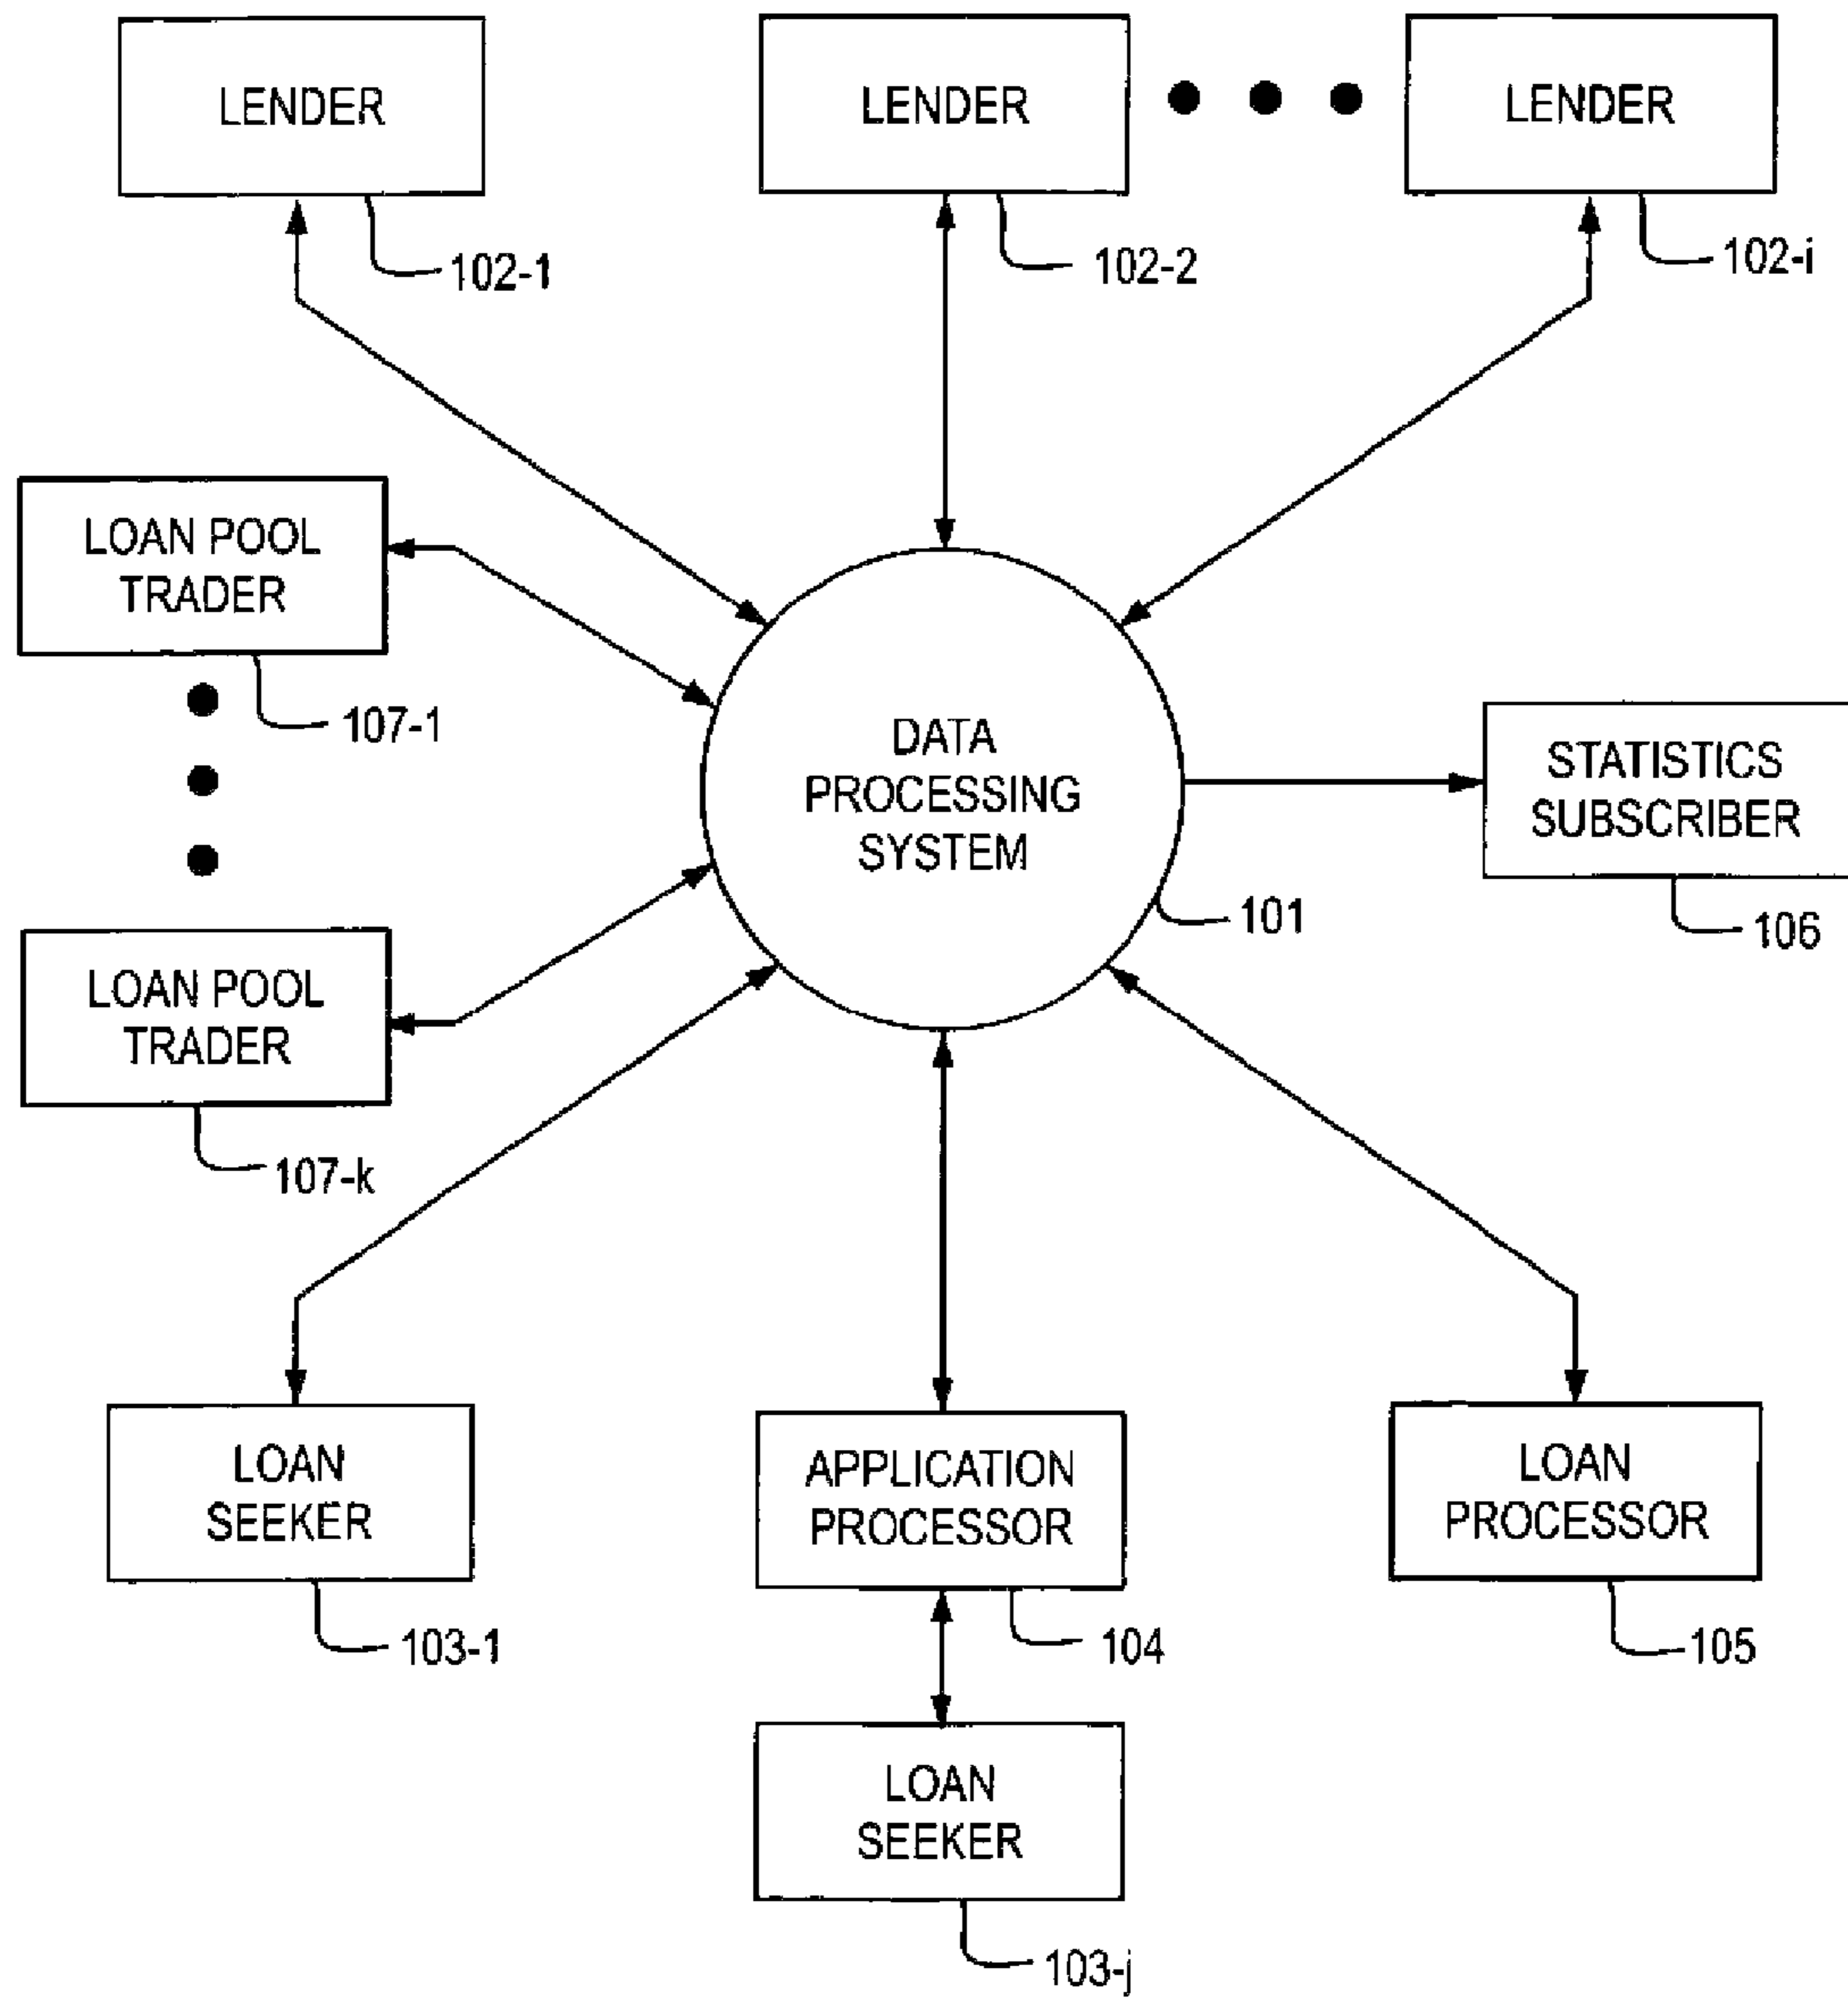 LENDER
LENDER
LENDER
102-1
102-2
102-i
LOAN POOL
TRADER
107-1
DATA
PROCESSING
SYSTEM
101
STATISTICS
SUBSCRIBER
106
LOAN POOL
TRADER
107-k
LOAN
SEEKER
103-1
APPLICATION
PROCESSOR
104
LOAN
PROCESSOR
105
LOAN
SEEKER
103-j